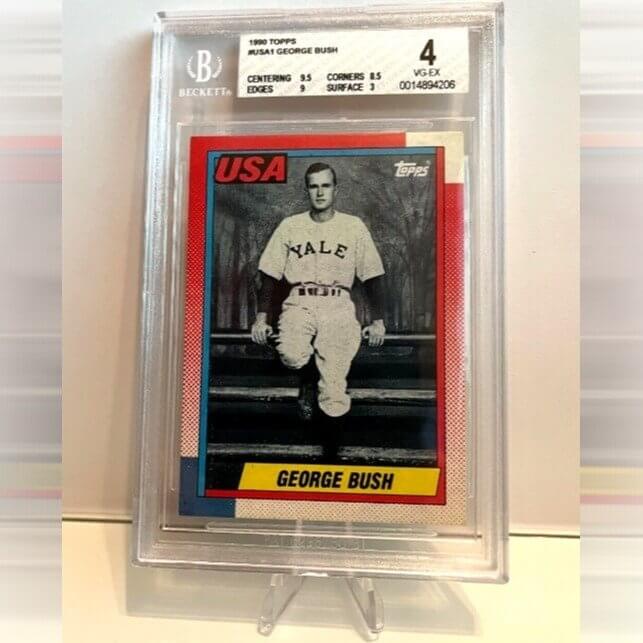 1990 TOPPS
#USA1 GEORGE BUSH
CENTERING 9.5 CORNERS 8.5
EDGES 9 SURFACE 3
4
VG-EX
0014894206
B
BECKETT®
USA
topps
YALE
GEORGE BUSH